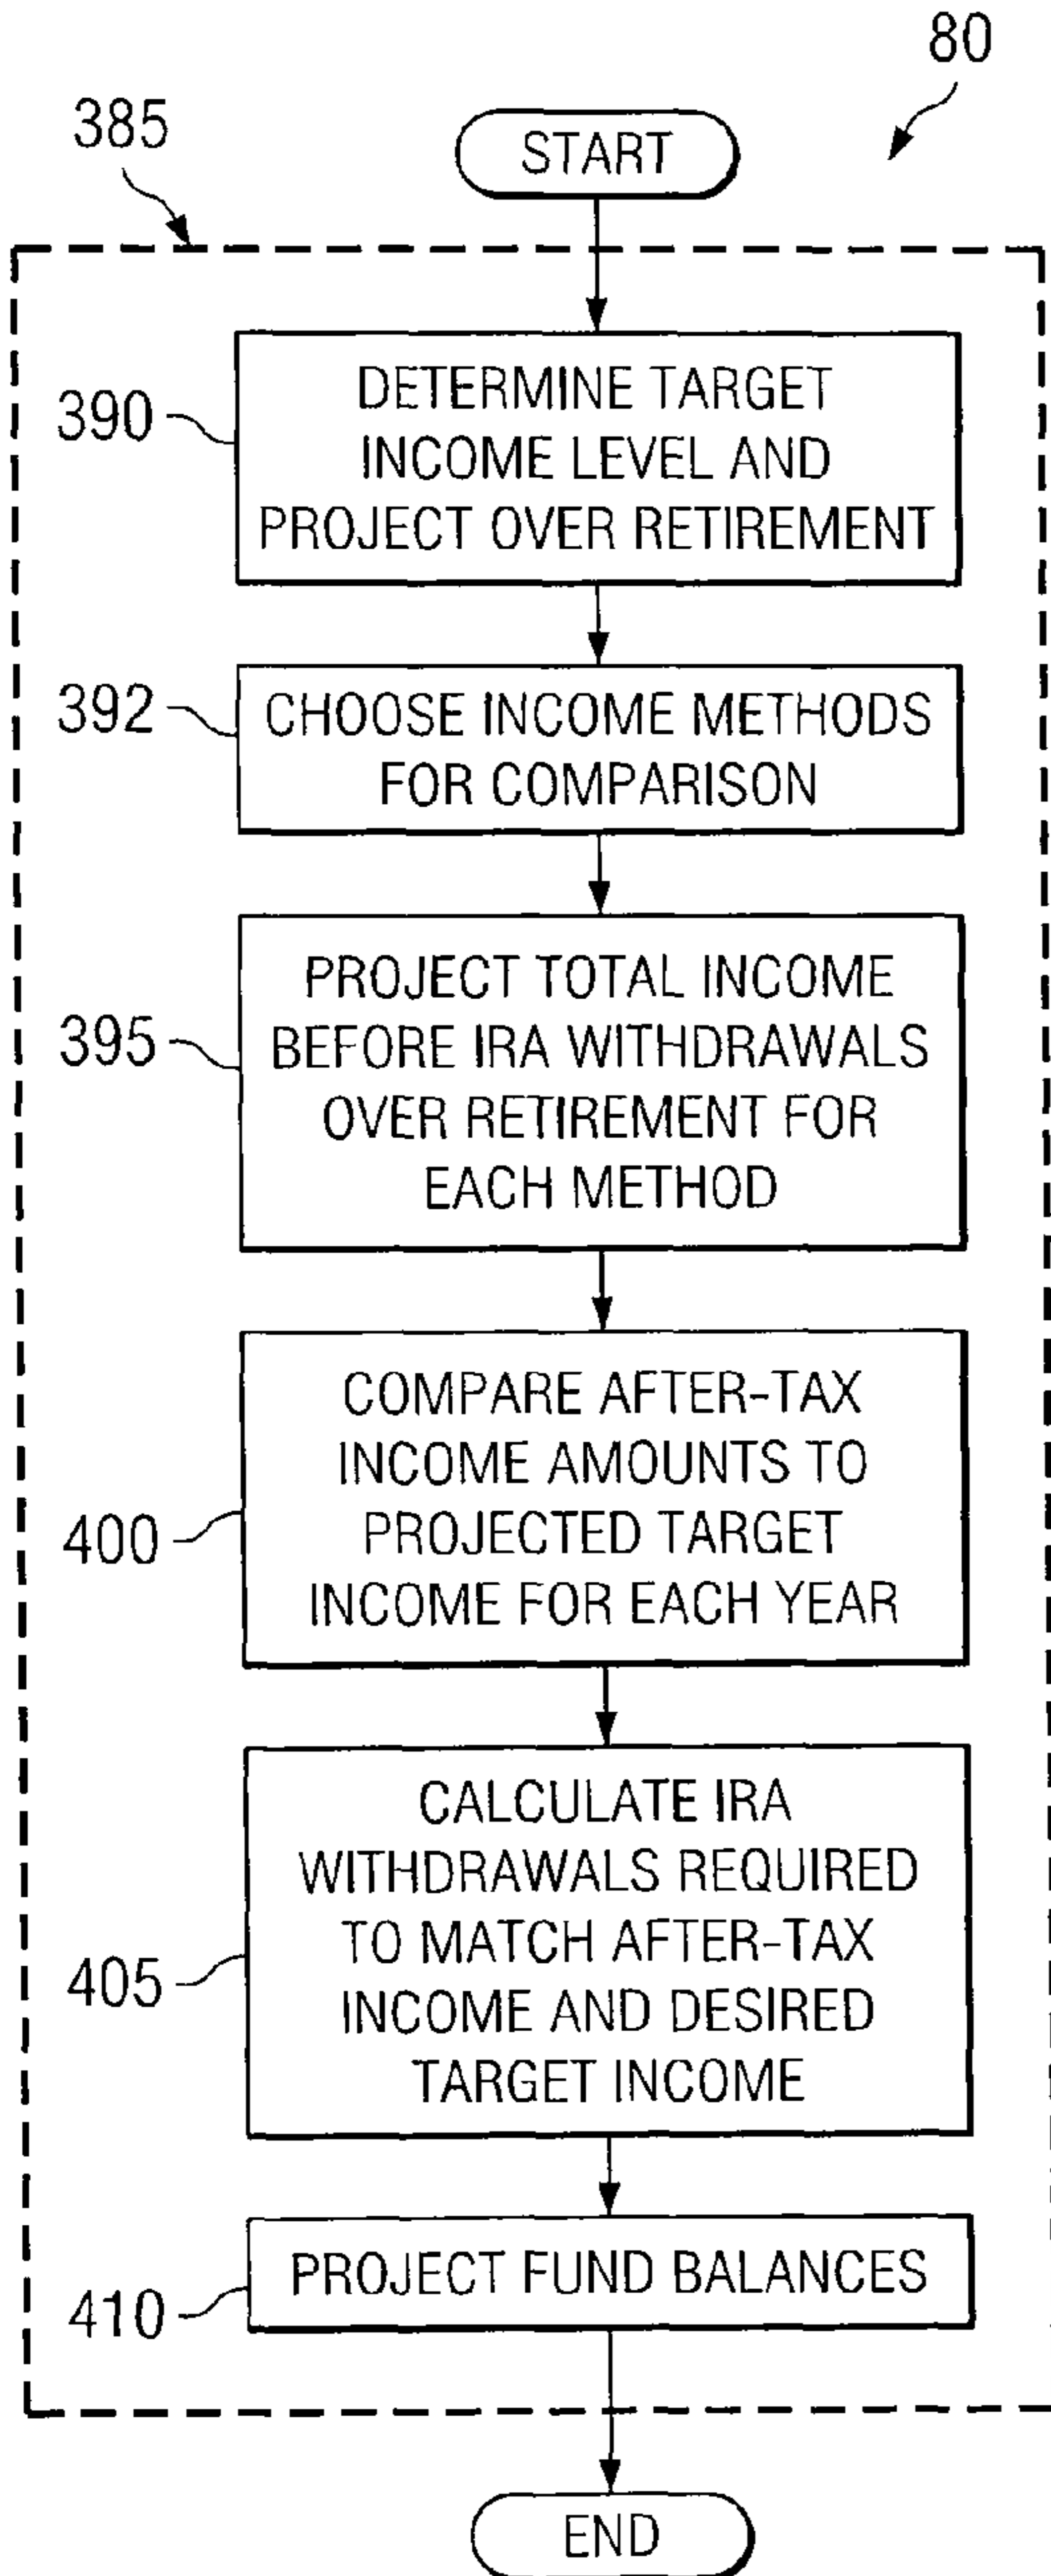 80
385
START
390
DETERMINE TARGET
INCOME LEVEL AND
PROJECT OVER RETIREMENT
392
CHOOSE INCOME METHODS
FOR COMPARISON
395
PROJECT TOTAL INCOME
BEFORE IRA WITHDRAWALS
OVER RETIREMENT FOR
EACH METHOD
400
COMPARE AFTER-TAX
INCOME AMOUNTS TO
PROJECTED TARGET
INCOME FOR EACH YEAR
405
CALCULATE IRA
WITHDRAWALS REQUIRED
TO MATCH AFTER-TAX
INCOME AND DESIRED
TARGET INCOME
410
PROJECT FUND BALANCES
END